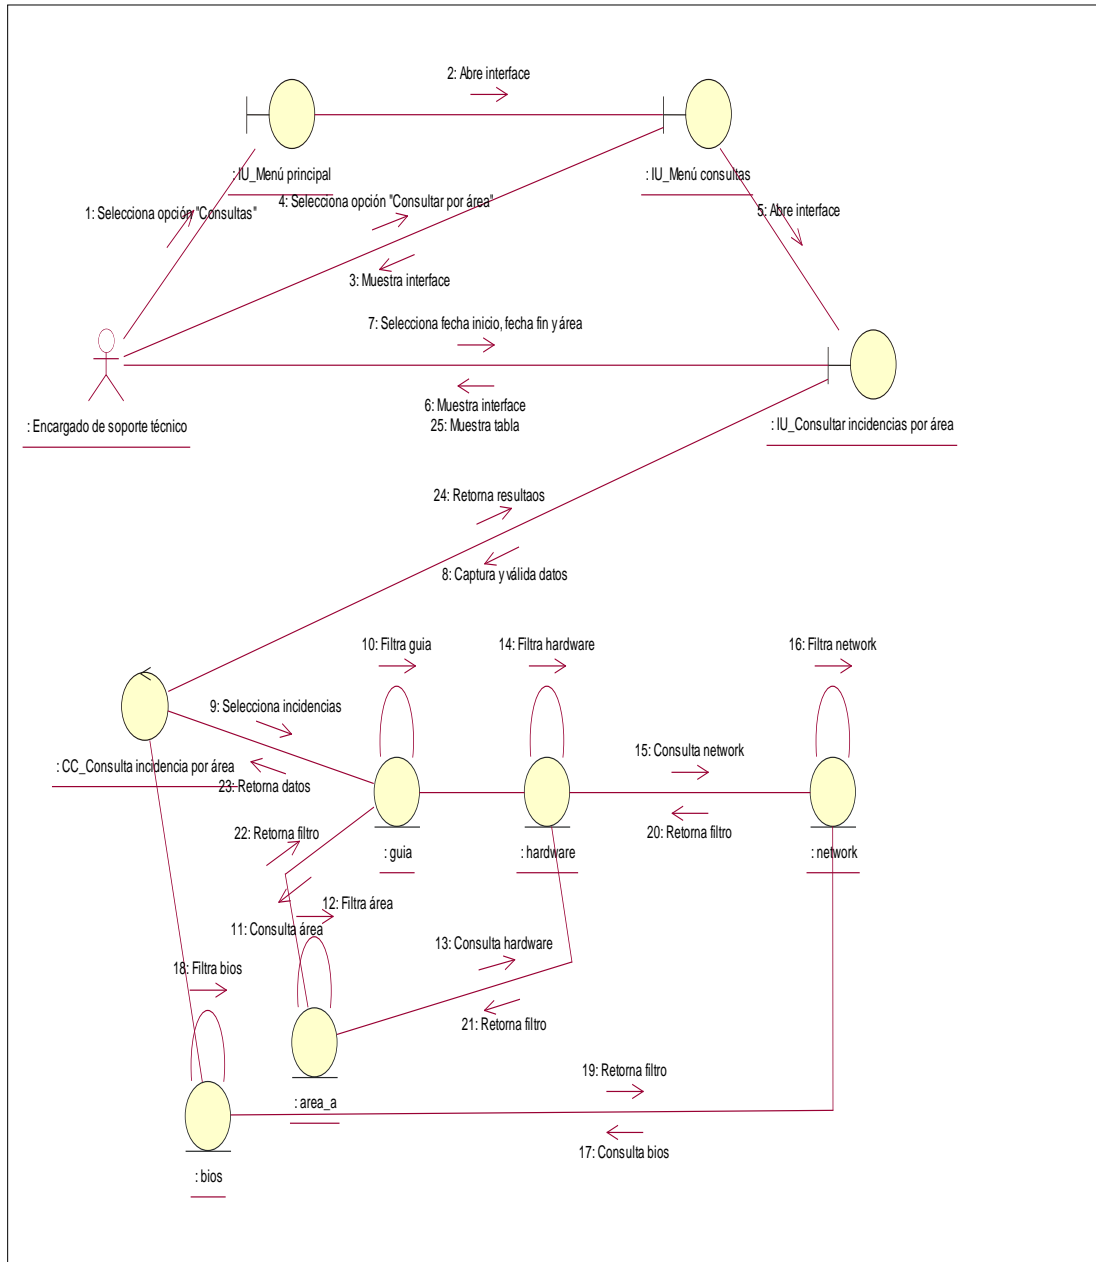 2: Abre interface
: IU_Menú principal
: IU_Menú consultas
1: Selecciona opción "Consultas"
4: Selecciona opción "Consultar por área"
5: Abre interface
3: Muestra interface
7: Selecciona fecha inicio, fecha fin y área
6: Muestra interface
25: Muestra tabla
: Encargado de soporte técnico
: IU_Consultar incidencias por área
24: Retorna resultaos
8: Captura y válida datos
10: Filtra guia
14: Filtra hardware
16: Filtra network
9: Selecciona incidencias
15: Consulta network
: CC_Consulta incidencia por área
23: Retorna datos
22: Retorna filtro
20: Retorna filtro
: guia
: hardware
: network
12: Filtra área
11: Consulta área
13: Consulta hardware
18: Filtra bios
21: Retorna filtro
19: Retorna filtro
: area_a
17: Consulta bios
: bios